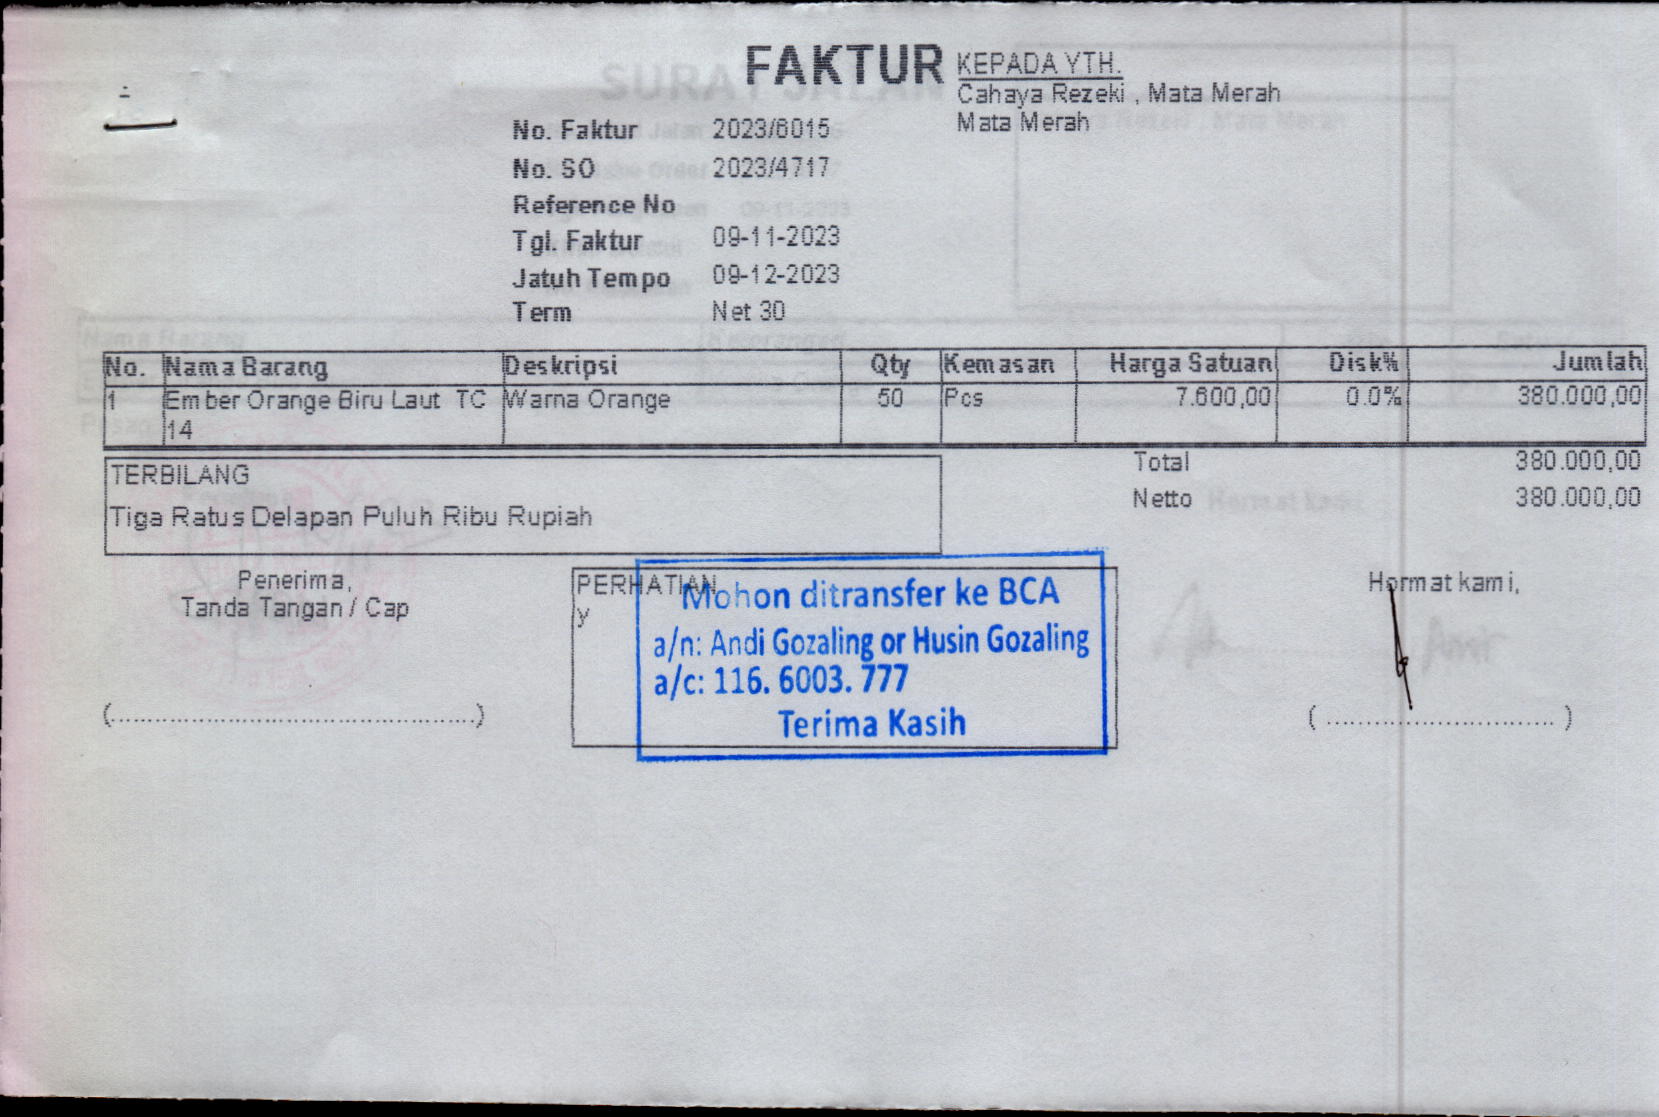 FAKTUR
KEPADA YTH.
Cahaya Rezeki , Mata Merah
Mata Merah
No. Faktur 2023/6015
No. SO 2023/4717
Reference No
Tgl. Faktur 09-11-2023
Jatuh Tempo 09-12-2023
Term Net 30
No. Nama Barang Deskripsi Qty Kemasan Harga Satuan Disk% Jumlah
1 Ember Orange Biru Laut TC Warna Orange 50 Pcs 7.600,00 0.0% 380.000,00
14
Total 380.000,00
Netto 380.000,00
TERBILANG
Tiga Ratus Delapan Puluh Ribu Rupiah
Penerima,
Tanda Tangan / Cap
(................................................)
PERHATIAN
y
Mohon ditransfer ke BCA
a/n: Andi Gozaling or Husin Gozaling
a/c: 116. 6003. 777
Terima Kasih
Hormat kami,
( .............................. )